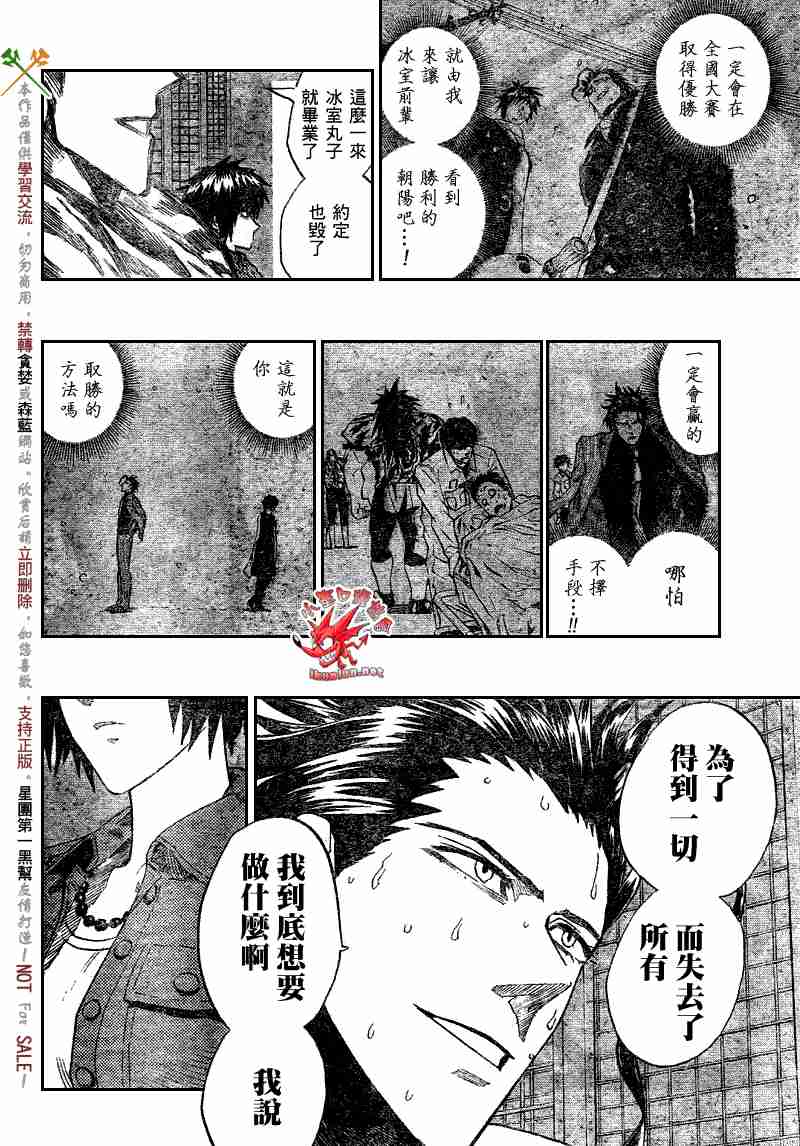 一定會在
全國大賽
取得優勝
就由我
來讓
冰室前輩
看到
勝利的
朝陽吧…!
這麼一來
冰室丸子
就畢業了
約定
也毀了
一定會贏的
哪怕
不擇
手段…!!
這就是
你
取勝的
方法嗎
為了
得到一切
而失去了
所有
我到底想要
做什麼啊
我說
本作品僅供學習交流，切勿商用，禁轉貪婪或森藍網站。欣賞后請立即刪除，如您喜歡，支持正版。星團第一黑幫友情打造—NOT For SALE—